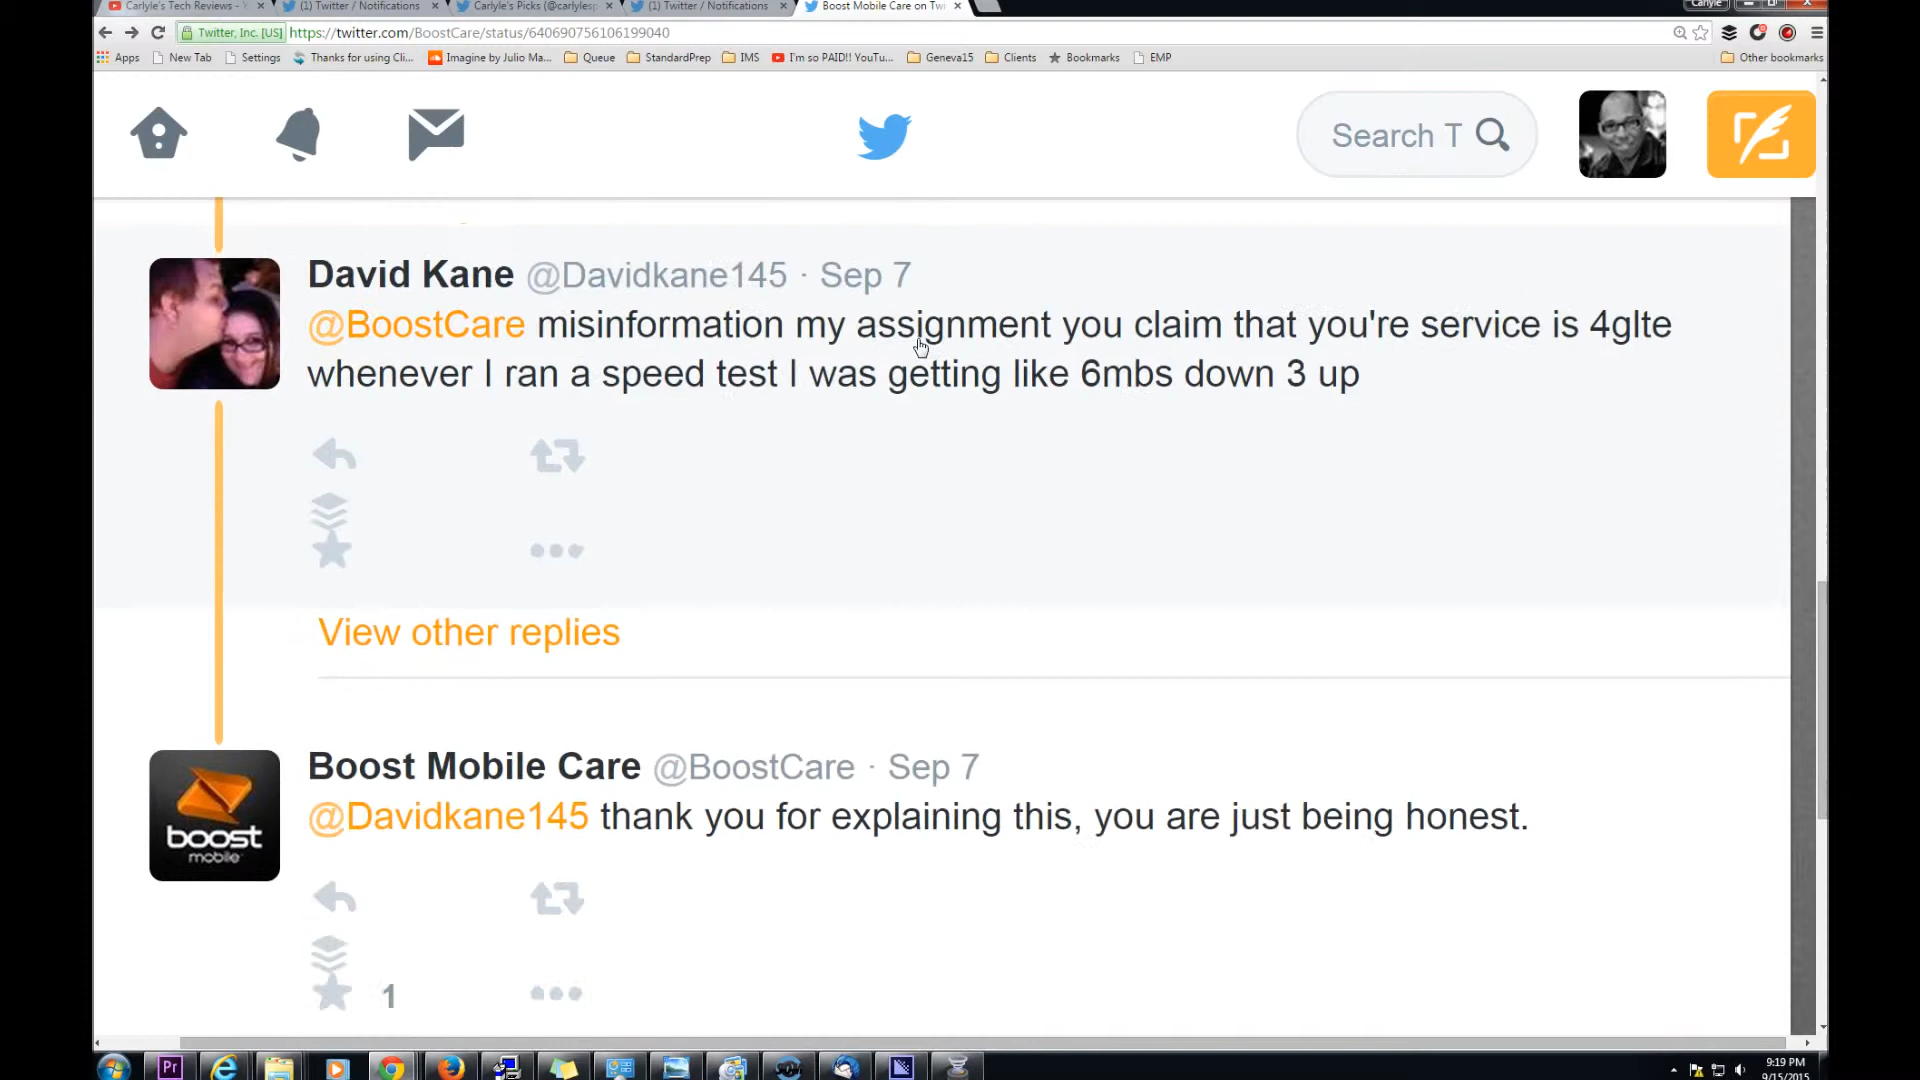 Carlyle's Tech Reviews -
(1) Twitter / Notifications
Carlyle's Picks (@carlylesp
(1) Twitter / Notifications
Boost Mobile Care on Twi
Carlyle
Twitter, Inc. [US]
https://twitter.com/BoostCare/status/640690756106199040
Apps
New Tab
Settings
Thanks for using Cli...
Imagine by Julio Ma...
Queue
StandardPrep
IMS
I'm so PAID!! YouTu...
Geneva15
Clients
Bookmarks
EMP
Other bookmarks
Search T
David Kane @Davidkane145 · Sep 7
@BoostCare misinformation my assignment you claim that you're service is 4glte
whenever I ran a speed test I was getting like 6mbs down 3 up
View other replies
Boost Mobile Care @BoostCare · Sep 7
@Davidkane145 thank you for explaining this, you are just being honest.
boost
mobile
1
Pr
9:19 PM
9/15/2015